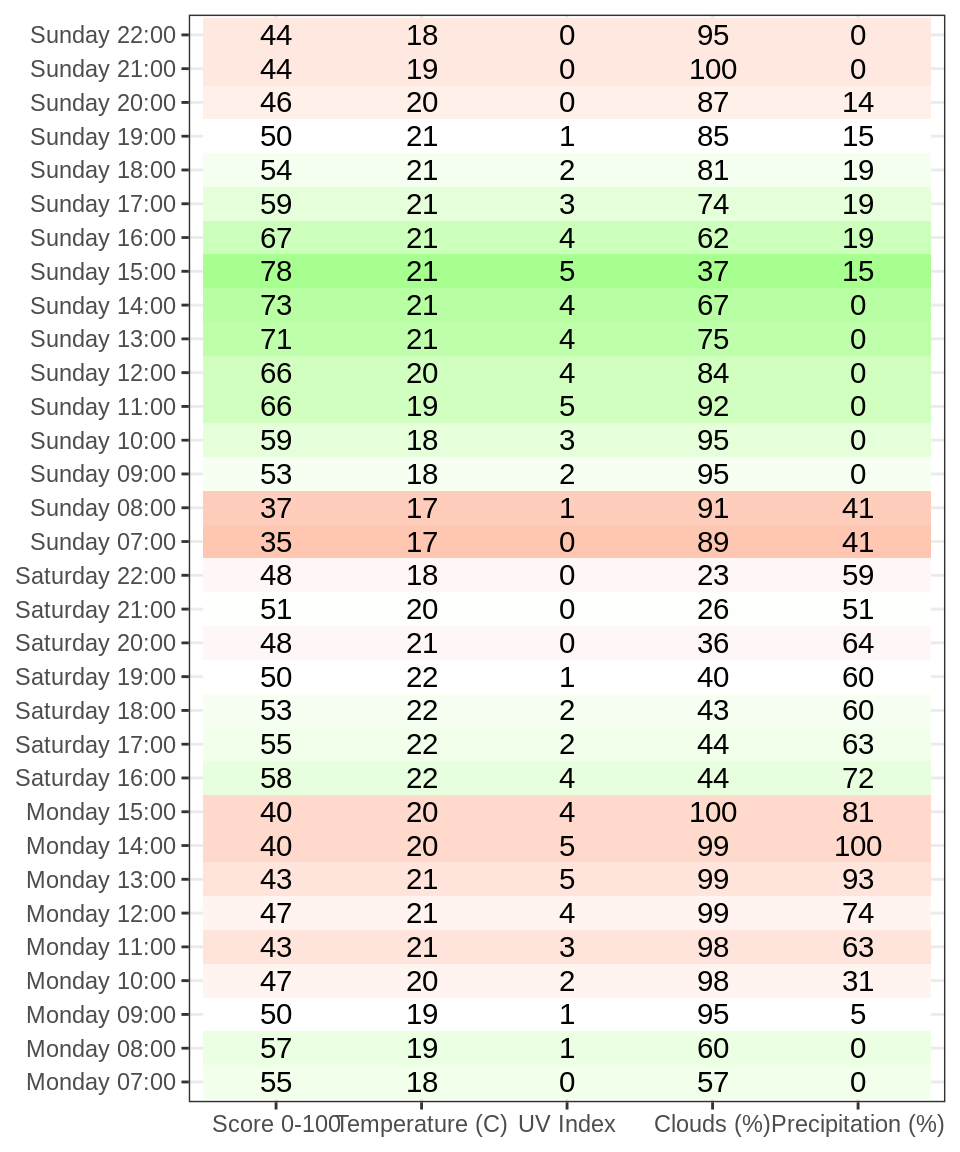 Sunday 22:00 44 18 0 95 0
Sunday 21:00 44 19 0 100 0
Sunday 20:00 46 20 0 87 14
Sunday 19:00 50 21 1 85 15
Sunday 18:00 54 21 2 81 19
Sunday 17:00 59 21 3 74 19
Sunday 16:00 67 21 4 62 19
Sunday 15:00 78 21 5 37 15
Sunday 14:00 73 21 4 67 0
Sunday 13:00 71 21 4 75 0
Sunday 12:00 66 20 4 84 0
Sunday 11:00 66 19 5 92 0
Sunday 10:00 59 18 3 95 0
Sunday 09:00 53 18 2 95 0
Sunday 08:00 37 17 1 91 41
Sunday 07:00 35 17 0 89 41
Saturday 22:00 48 18 0 23 59
Saturday 21:00 51 20 0 26 51
Saturday 20:00 48 21 0 36 64
Saturday 19:00 50 22 1 40 60
Saturday 18:00 53 22 2 43 60
Saturday 17:00 55 22 2 44 63
Saturday 16:00 58 22 4 44 72
Monday 15:00 40 20 4 100 81
Monday 14:00 40 20 5 99 100
Monday 13:00 43 21 5 99 93
Monday 12:00 47 21 4 99 74
Monday 11:00 43 21 3 98 63
Monday 10:00 47 20 2 98 31
Monday 09:00 50 19 1 95 5
Monday 08:00 57 19 1 60 0
Monday 07:00 55 18 0 57 0
Score 0-100 Temperature (C) UV Index Clouds (%) Precipitation (%)